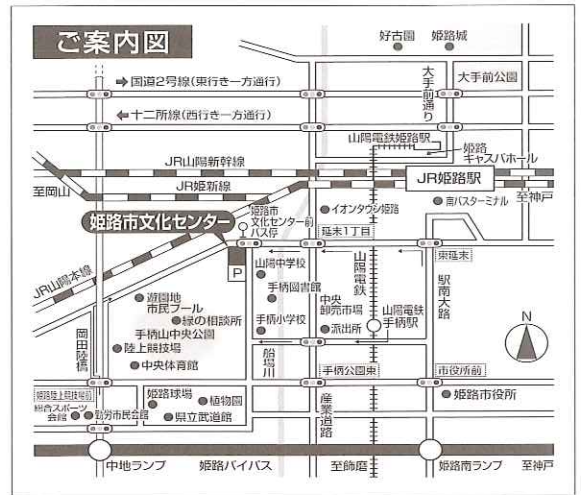 ご案内図
好古園
姫路城
大手前公園
大手前通り
→国道2号線(東行き一方通行)
←十二所線(西行き一方通行)
山陽電鉄姫路駅
姫路
キャスパホール
JR山陽新幹線
JR姫新線
JR姫路駅
至岡山
至神戸
姫路市文化センター
姫路市
文化センター前
バス停
イオンタウン姫路
南バスターミナル
延末1丁目
東延末
JR山陽本線
P
山陽中学校
手柄図書館
手柄小学校
山陽電鉄
駅南大路
中央
卸売市場
派出所
山陽電鉄
手柄駅
遊園地
市民プール
緑の相談所
手柄山中央公園
陸上競技場
中央体育館
岡田陸橋
船場川
N
手柄公園東
市役所前
姫路陸上競技場前
総合スポーツ
会館
勤労市民会館
姫路球場
植物園
県立武道館
産業道路
姫路市役所
中地ランプ
姫路バイパス
至飾磨
姫路南ランプ
至神戸